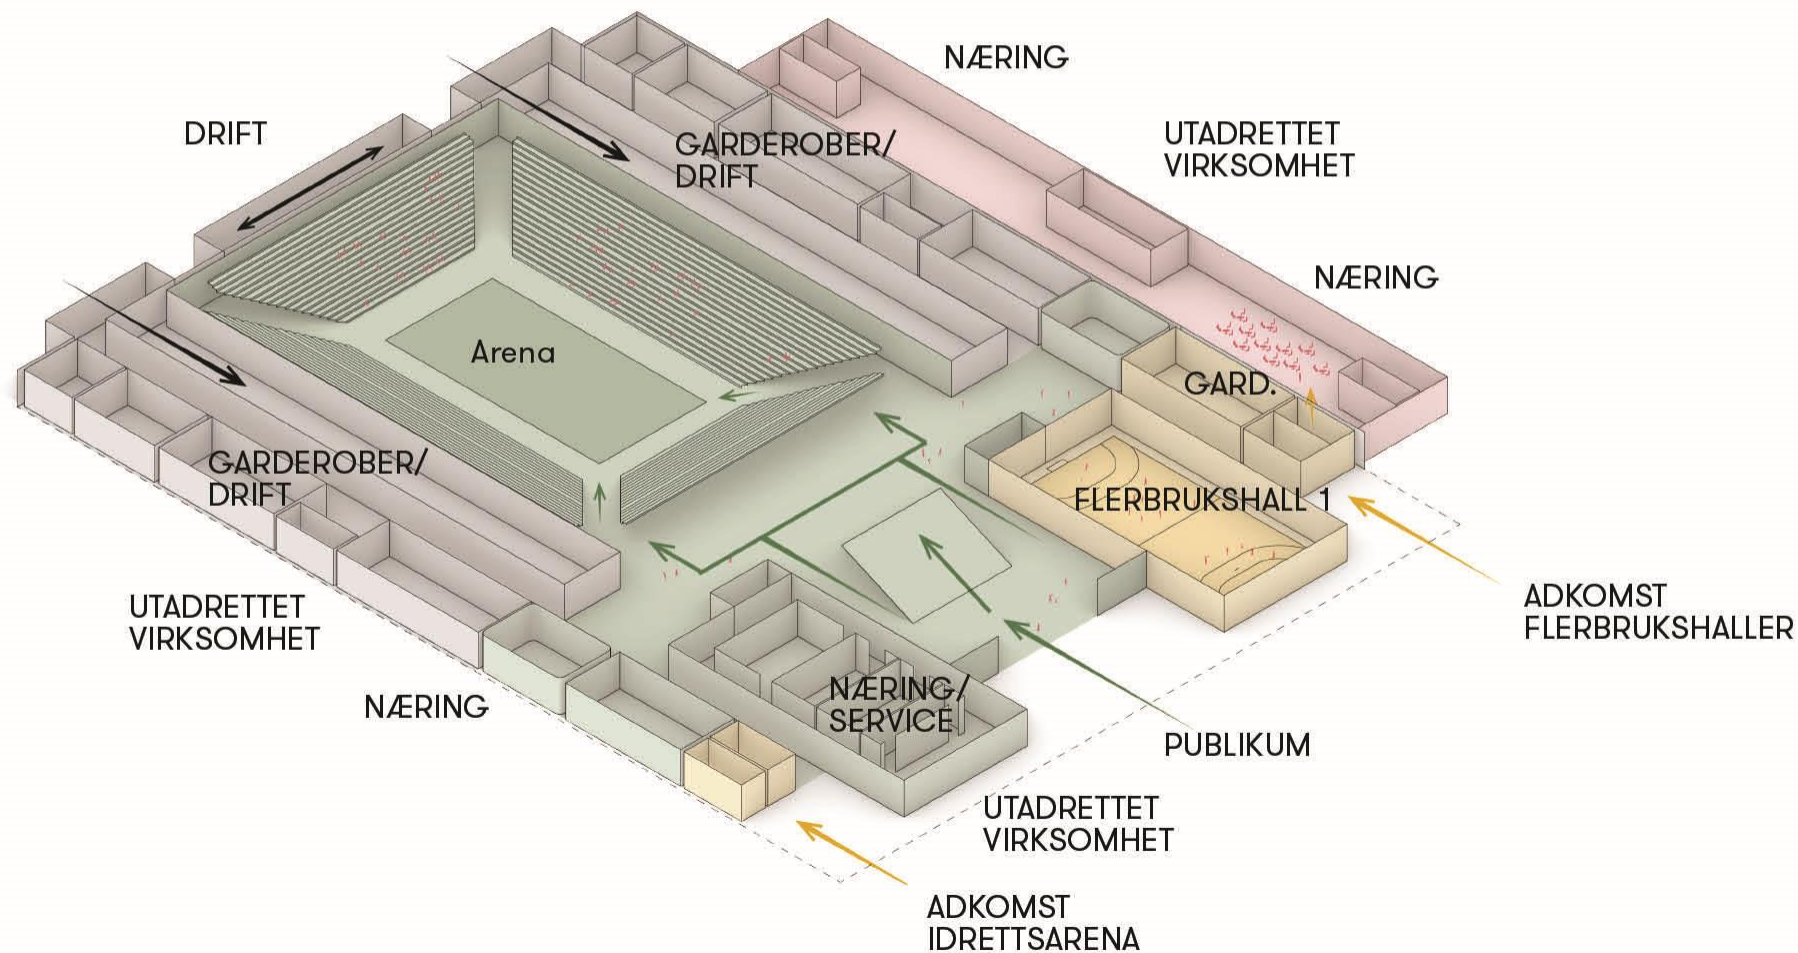 NÆRING
DRIFT
GARDEROBER/
DRIFT
UTADRETTET
VIRKSOMHET
NÆRING
Arena
GARD.
GARDEROBER/
DRIFT
FLERBRUKSHALL 1
UTADRETTET
VIRKSOMHET
ADKOMST
FLERBRUKSHALLER
NÆRING
NÆRING/
SERVICE
PUBLIKUM
UTADRETTET
VIRKSOMHET
ADKOMST
IDRETTSARENA